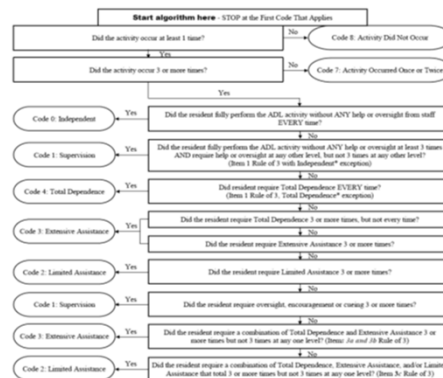 Start algorithm here - STOP at the First Code That Applies
Did the activity occur at least 1 time?
No
Code 8: Activity Did Not Occur
Yes
Did the activity occur 3 or more times?
No
Code 7: Activity Occurred Once or Twice
Yes
Did the resident fully perform the ADL activity without ANY help or oversight from staff
EVERY time?
Yes
Code 0: Independent
No
Did the resident fully perform the ADL activity without ANY help or oversight at least 3 times
AND require help or oversight at any other level, but not 3 times at any other level?
(Item 1 Rule of 3 with Independent* exception)
Yes
Code 1: Supervision
No
Did resident require Total Dependence EVERY time?
(Item 1 Rule of 3, Total Dependence* exception)
Yes
Code 4: Total Dependence
No
Did the resident require Total Dependence 3 or more times, but not every time?
Yes
Code 3: Extensive Assistance
No
Did the resident require Extensive Assistance 3 or more times?
No
Did the resident require Limited Assistance 3 or more times?
Yes
Code 2: Limited Assistance
No
Did the resident require oversight, encouragement or cueing 3 or more times?
Yes
Code 1: Supervision
No
Did the resident require a combination of Total Dependence and Extensive Assistance 3 or
more times but not 3 times at any one level? (Items 3a and 3b Rule of 3)
Yes
Code 3: Extensive Assistance
No
Did the resident require a combination of Total Dependence, Extensive Assistance, and/or Limited
Assistance that total 3 or more times but not 3 times at any one level? (Item 3c Rule of 3)
Yes
Code 2: Limited Assistance